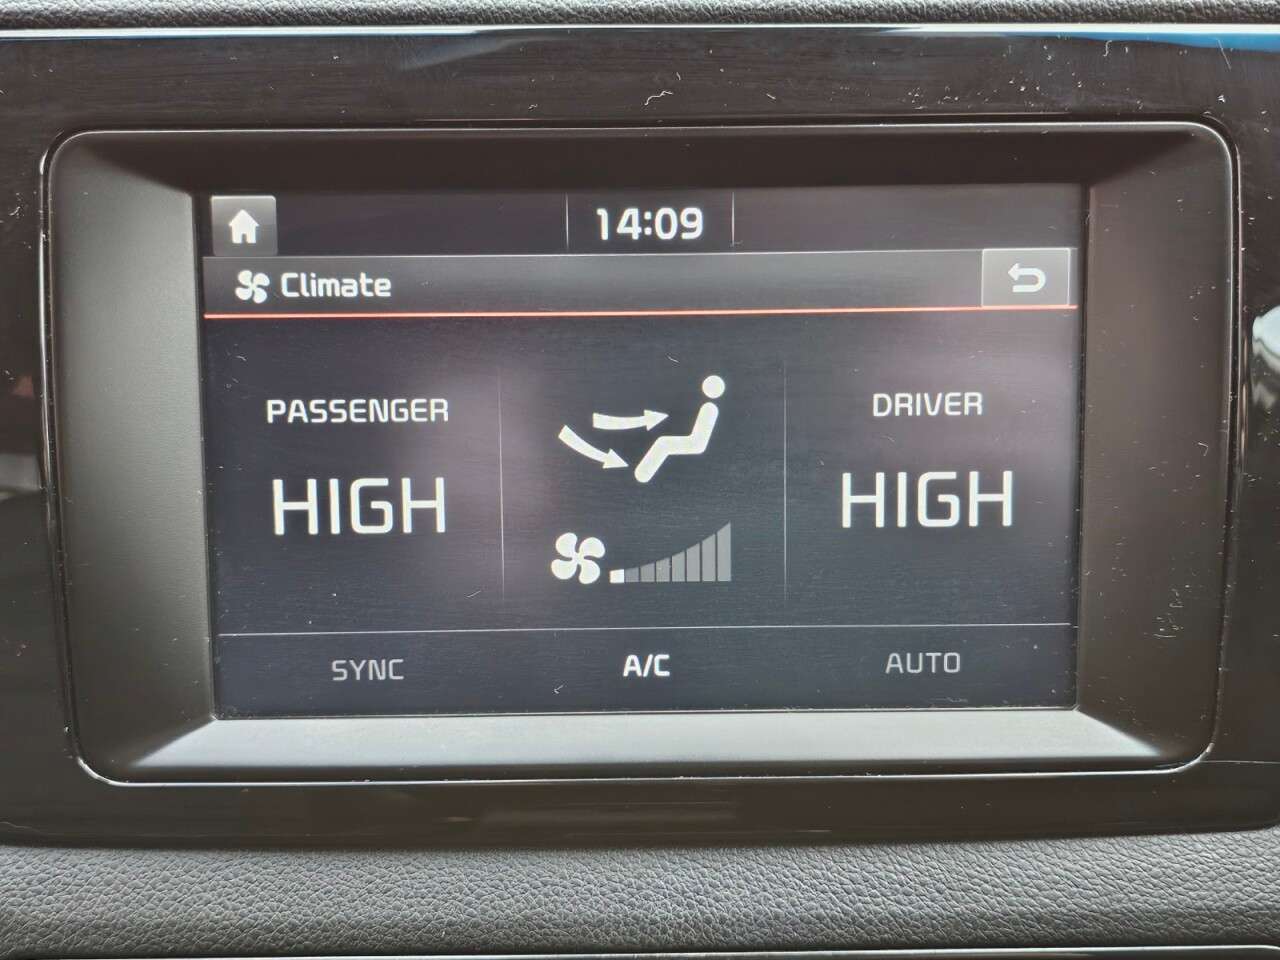 14:09
Climate
PASSENGER
DRIVER
HIGH
HIGH
SYNC
A/C
AUTO